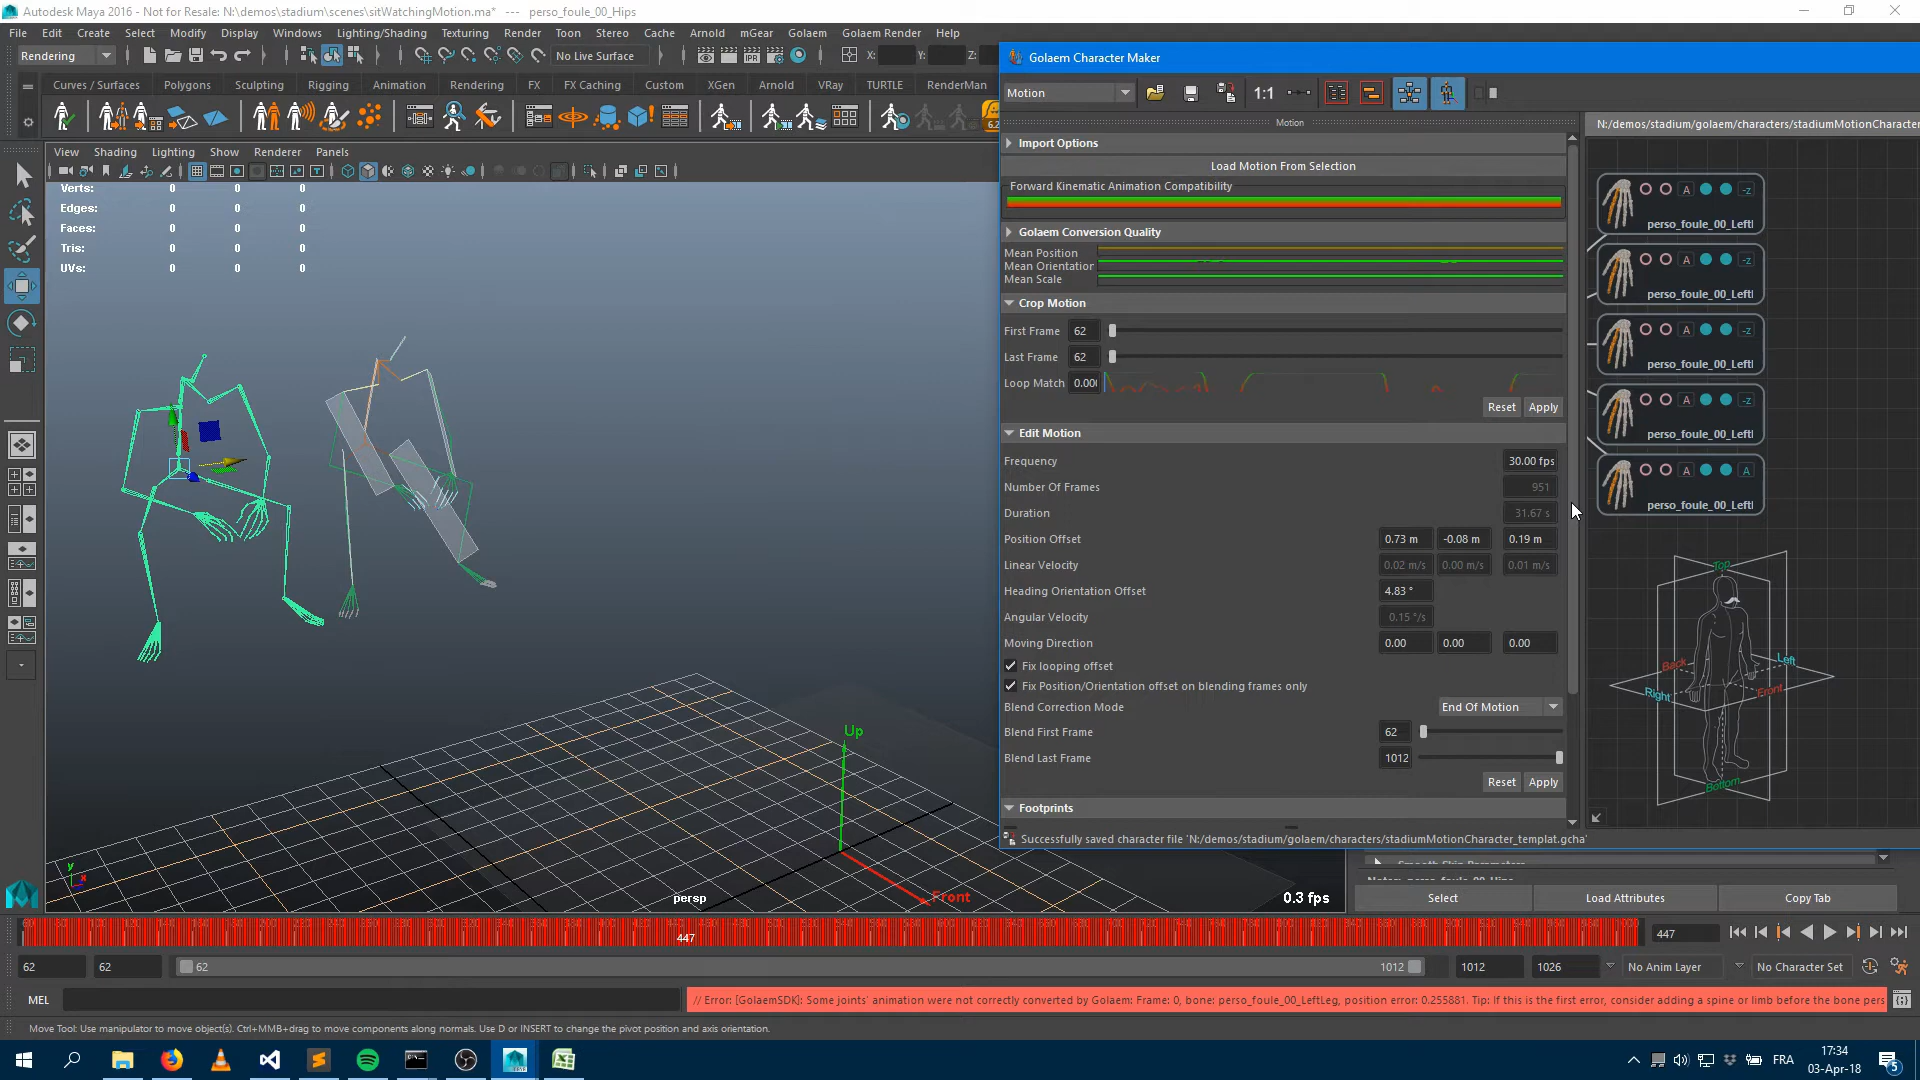 Autodesk Maya 2016 - Not for Resale: N:\demos\stadium\scenes\sitWatchingMotion.ma* --- perso_foule_00_Hips
File Edit Create Select Modify Display Windows Lighting/Shading Texturing Render Toon Stereo Cache Arnold mGear Golaem Golaem Render Help
Rendering No Live Surface X: Y: Z:
Curves / Surfaces Polygons Sculpting Rigging Animation Rendering FX FX Caching Custom XGen Arnold VRay TURTLE RenderMan
View Shading Lighting Show Renderer Panels
Verts: 0 0 0
Edges: 0 0 0
Faces: 0 0 0
Tris: 0 0 0
UVs: 0 0 0
Up
Front
persp
0.3 fps
y
x
Golaem Character Maker
Motion 1:1
Motion
N:/demos/stadium/golaem/characters/stadiumMotionCharacter
Import Options
Load Motion From Selection
Forward Kinematic Animation Compatibility
Golaem Conversion Quality
Mean Position
Mean Orientation
Mean Scale
Crop Motion
First Frame 62
Last Frame 62
Loop Match
Reset Apply
Edit Motion
Frequency 30.00 fps
Number Of Frames 951
Duration 31.67 s
Position Offset 0.73 m -0.08 m 0.19 m
Linear Velocity 0.02 m/s 0.00 m/s 0.01 m/s
Heading Orientation Offset 4.83 °
Angular Velocity 0.15 °/s
Moving Direction 0.00 0.00 0.00
Fix looping offset
Fix Position/Orientation offset on blending frames only
Blend Correction Mode End Of Motion
Blend First Frame 62
Blend Last Frame 1012
Reset Apply
Footprints
Successfully saved character file 'N:/demos/stadium/golaem/characters/stadiumMotionCharacter_templat.gcha'
A -z
perso_foule_00_Leftl
A -z
perso_foule_00_Leftl
A -z
perso_foule_00_Leftl
A -z
perso_foule_00_Leftl
A A
perso_foule_00_Leftl
Top
Back
Left
Right
Front
Bottom
Select Load Attributes Copy Tab
447
447
62 62 62 1012 1012 1026 No Anim Layer No Character Set
MEL
// Error: [GolaemSDK]: Some joints' animation were not correctly converted by Golaem: Frame: 0, bone: perso_foule_00_LeftLeg, position error: 0.255881. Tip: If this is the first error, consider adding a spine or limb before the bone pers
Move Tool: Use manipulator to move object(s). Ctrl+MMB+drag to move components along normals. Use D or INSERT to change the pivot position and axis orientation.
FRA
17:34
03-Apr-18
5